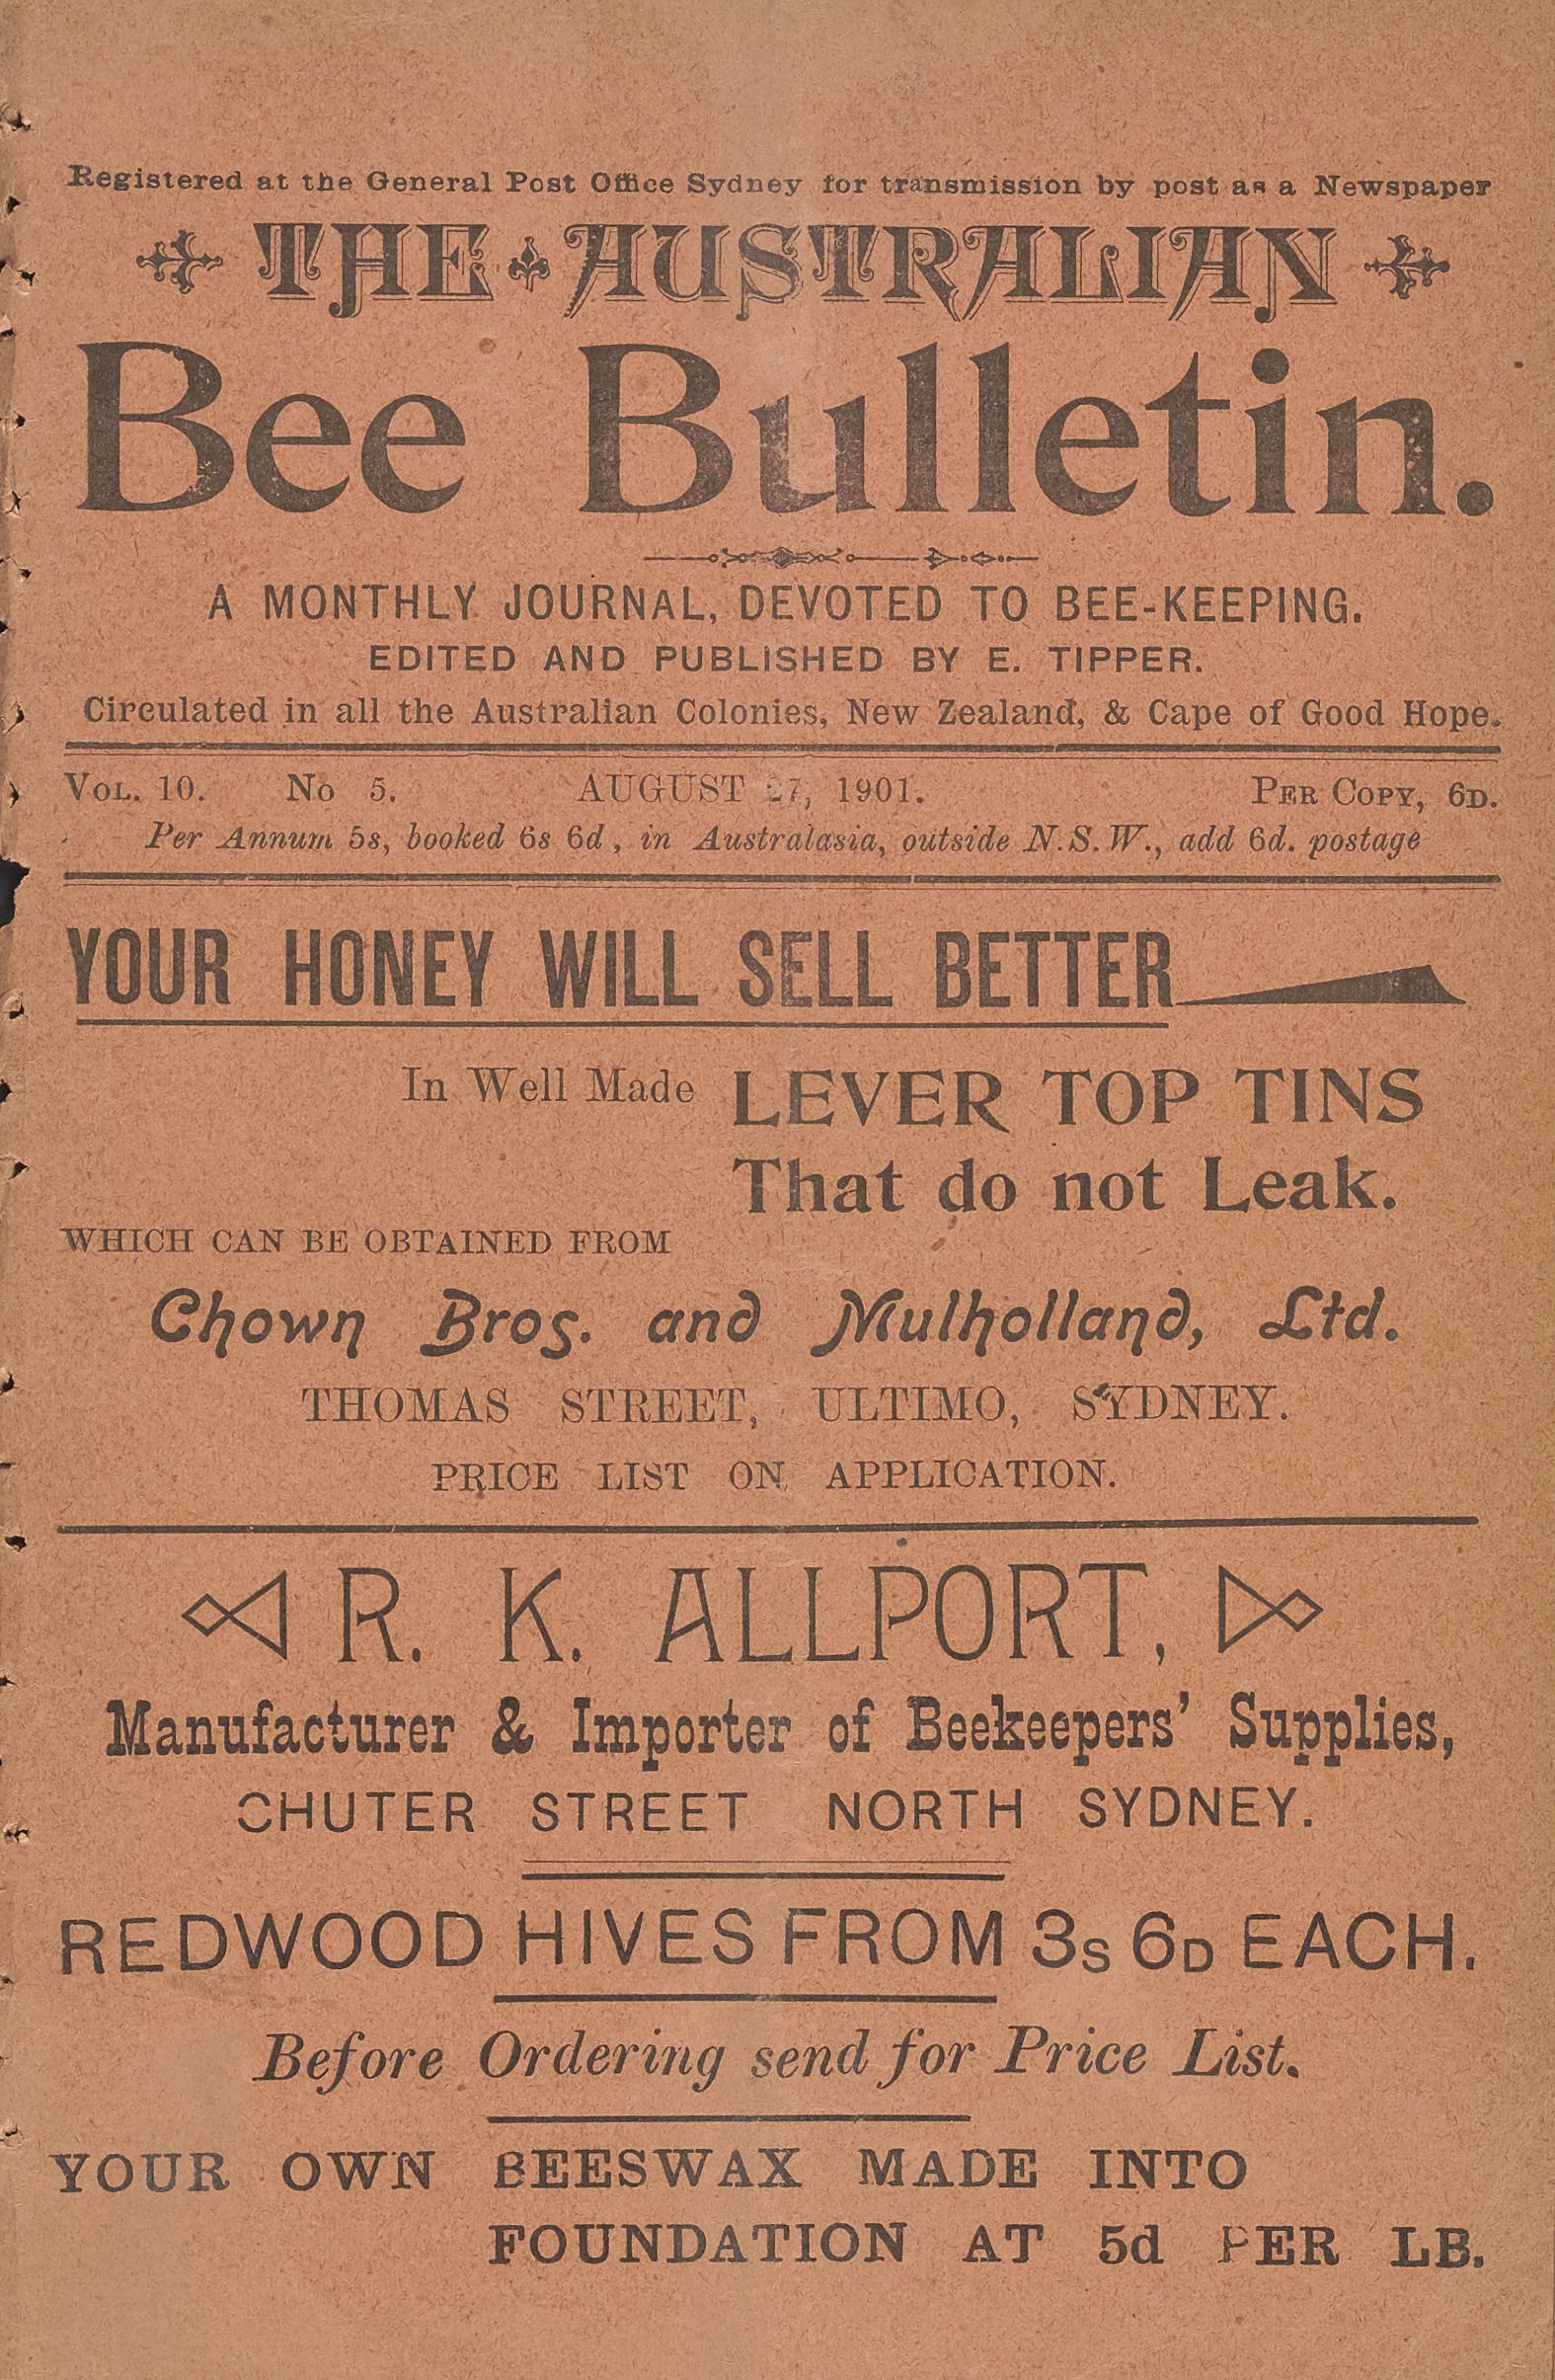 Registered at the General Post Office Sydney for transmission by post as a Newspaper
THE AUSTRALIAN
Bee Bulletin.
A MONTHLY JOURNAL, DEVOTED TO BEE-KEEPING.
EDITED AND PUBLISHED BY E. TIPPER.
Circulated in all the Australian Colonies, New Zealand, & Cape of Good Hope.
VOL. 10. No 5. AUGUST 27, 1901. PER COPY, 6D.
Per Annum 5s, booked 6s 6d, in Australasia, outside N.S.W., add 6d. postage
YOUR HONEY WILL SELL BETTER
In Well Made LEVER TOP TINS
That do not Leak.
WHICH CAN BE OBTAINED FROM
Chown Bros. and Mulholland, Ltd.
THOMAS STREET, ULTIMO, SYDNEY.
PRICE LIST ON APPLICATION.
R. K. ALLPORT,
Manufacturer & Importer of Beekeepers' Supplies,
CHUTER STREET NORTH SYDNEY.
REDWOOD HIVES FROM 3S 6D EACH.
Before Ordering send for Price List.
YOUR OWN BEESWAX MADE INTO
FOUNDATION AT 5d PER LB.